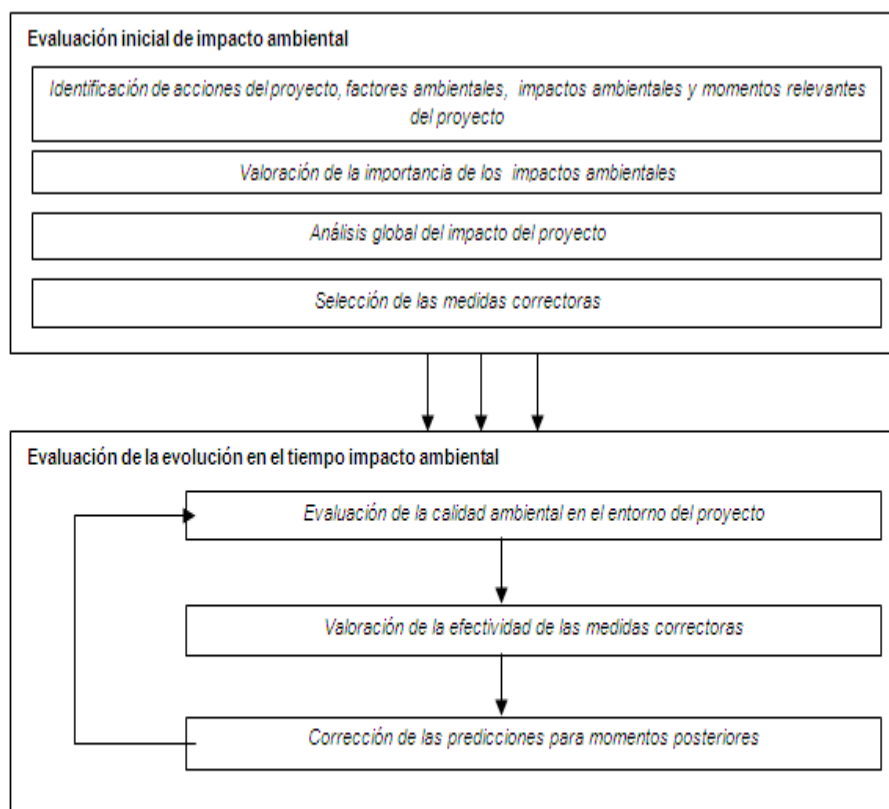 Evaluación inicial de impacto ambiental
Identificación de acciones del proyecto, factores ambientales, impactos ambientales y momentos relevantes
del proyecto
Valoración de la importancia de los impactos ambientales
Análisis global del impacto del proyecto
Selección de las medidas correctoras
Evaluación de la evolución en el tiempo impacto ambiental
Evaluación de la calidad ambiental en el entorno del proyecto
Valoración de la efectividad de las medidas correctoras
Corrección de las predicciones para momentos posteriores